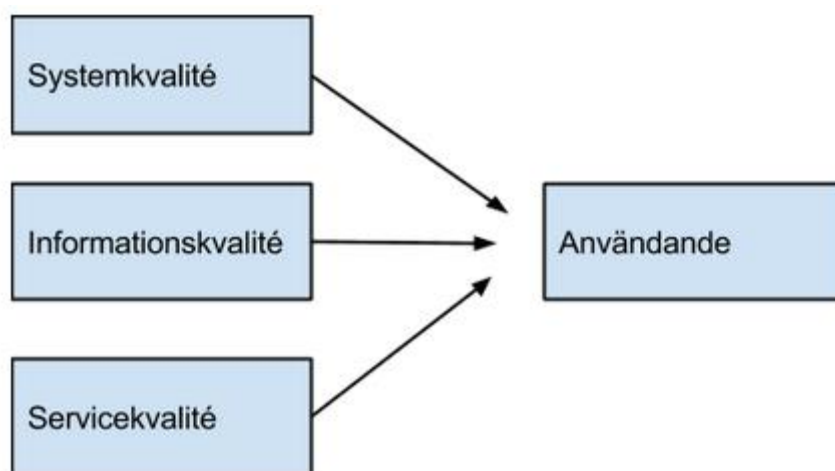 Systemkvalité
Informationskvalité
Användande
Servicekvalité